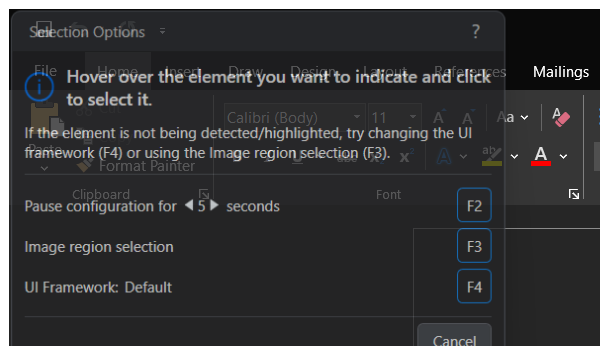 Selection Options ?
File Home Insert Draw Design Layout References Mailings
Hover over the element you want to indicate and click
to select it.
Calibri (Body) 11 A A Aa
If the element is not being detected/highlighted, try changing the UI
framework (F4) or using the Image region selection (F3).
Paste
Format Painter
A ab A
Clipboard Font
Pause configuration for 5 seconds F2
Image region selection F3
UI Framework: Default F4
Cancel